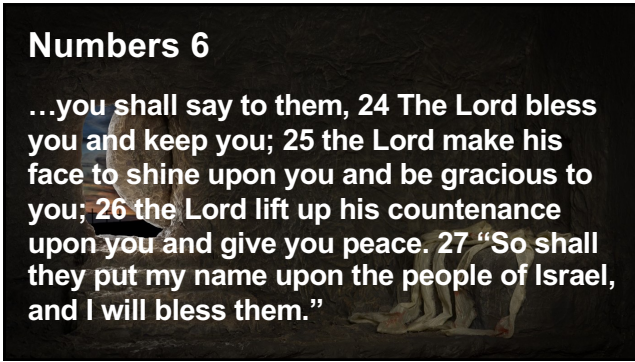 Numbers 6
…you shall say to them, 24 The Lord bless
you and keep you; 25 the Lord make his
face to shine upon you and be gracious to
you; 26 the Lord lift up his countenance
upon you and give you peace. 27 “So shall
they put my name upon the people of Israel,
and I will bless them.”